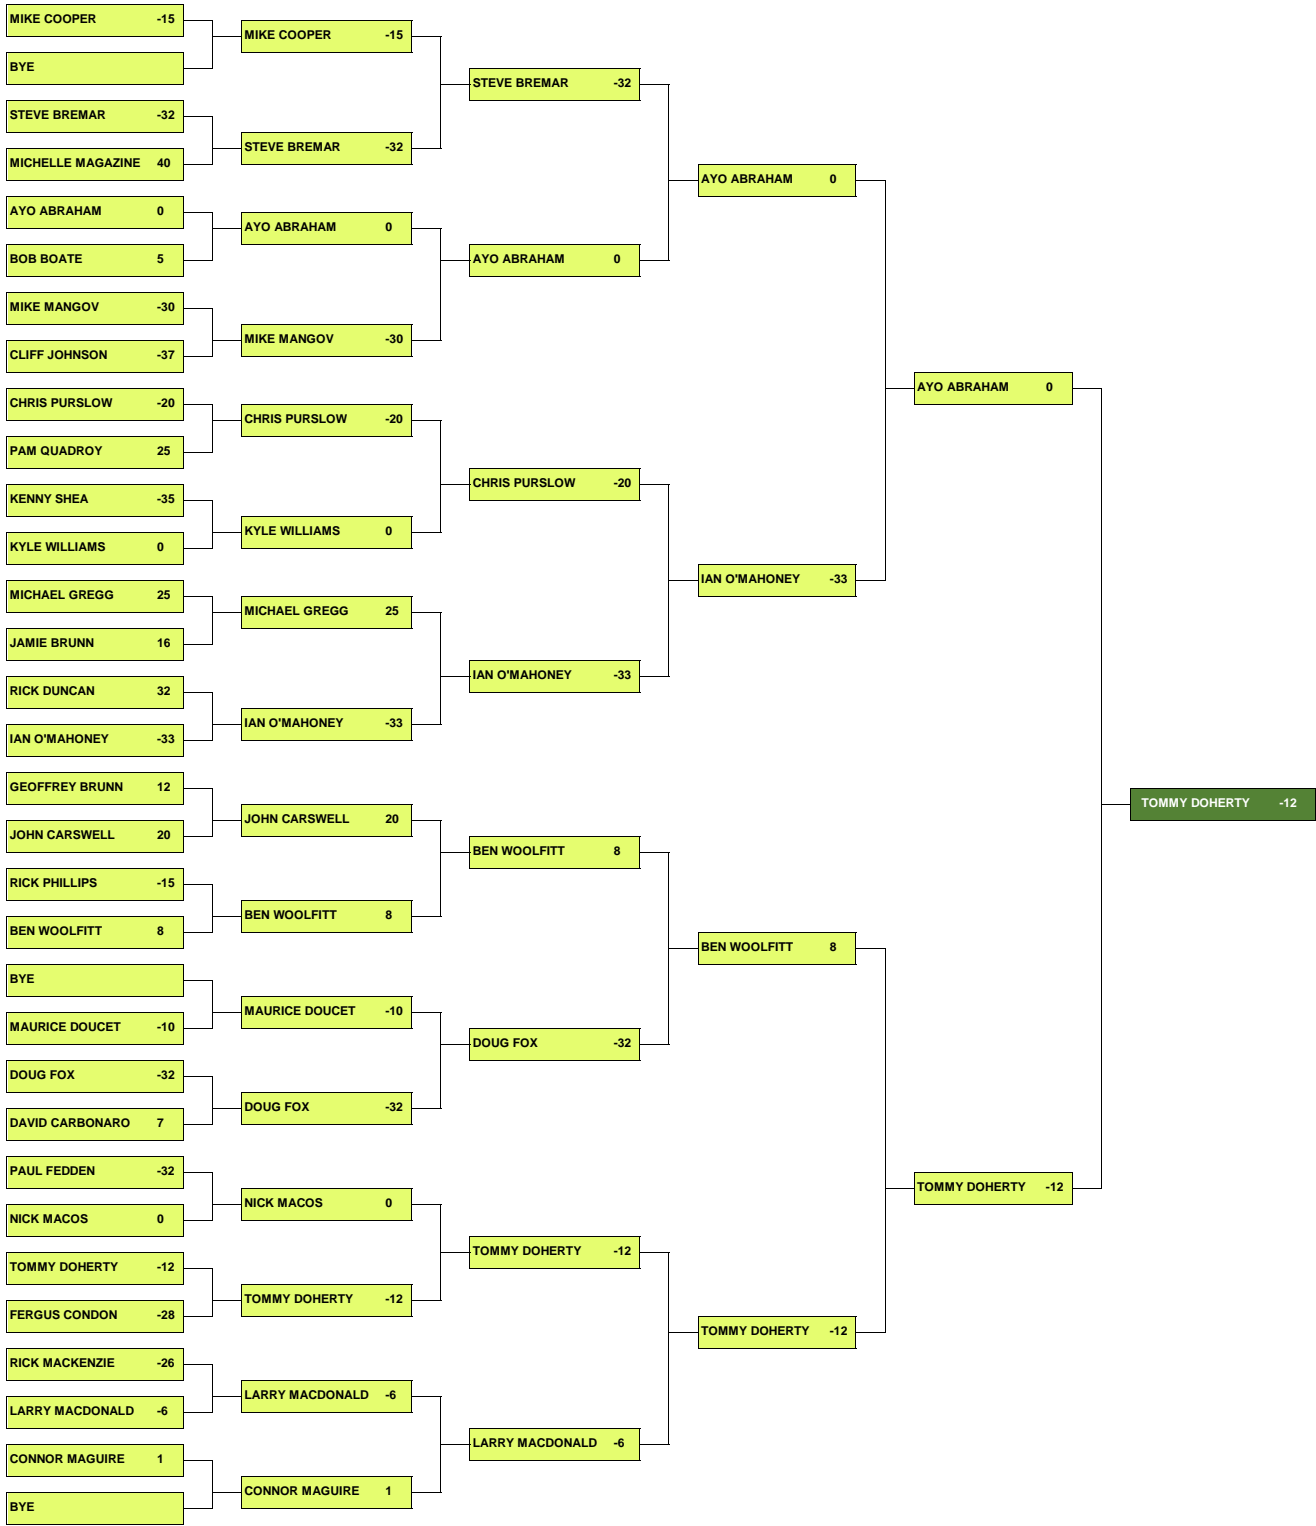 MIKE COOPER -15
BYE
STEVE BREMAR -32
MICHELLE MAGAZINE 40
AYO ABRAHAM 0
BOB BOATE 5
MIKE MANGOV -30
CLIFF JOHNSON -37
CHRIS PURSLOW -20
PAM QUADROY 25
KENNY SHEA -35
KYLE WILLIAMS 0
MICHAEL GREGG 25
JAMIE BRUNN 16
RICK DUNCAN 32
IAN O'MAHONEY -33
GEOFFREY BRUNN 12
JOHN CARSWELL 20
RICK PHILLIPS -15
BEN WOOLFITT 8
BYE
MAURICE DOUCET -10
DOUG FOX -32
DAVID CARBONARO 7
PAUL FEDDEN -32
NICK MACOS 0
TOMMY DOHERTY -12
FERGUS CONDON -28
RICK MACKENZIE -26
LARRY MACDONALD -6
CONNOR MAGUIRE 1
BYE
MIKE COOPER -15
STEVE BREMAR -32
AYO ABRAHAM 0
MIKE MANGOV -30
CHRIS PURSLOW -20
KYLE WILLIAMS 0
MICHAEL GREGG 25
IAN O'MAHONEY -33
JOHN CARSWELL 20
BEN WOOLFITT 8
MAURICE DOUCET -10
DOUG FOX -32
NICK MACOS 0
TOMMY DOHERTY -12
LARRY MACDONALD -6
CONNOR MAGUIRE 1
STEVE BREMAR -32
AYO ABRAHAM 0
CHRIS PURSLOW -20
IAN O'MAHONEY -33
BEN WOOLFITT 8
DOUG FOX -32
TOMMY DOHERTY -12
LARRY MACDONALD -6
AYO ABRAHAM 0
IAN O'MAHONEY -33
BEN WOOLFITT 8
TOMMY DOHERTY -12
AYO ABRAHAM 0
TOMMY DOHERTY -12
TOMMY DOHERTY -12